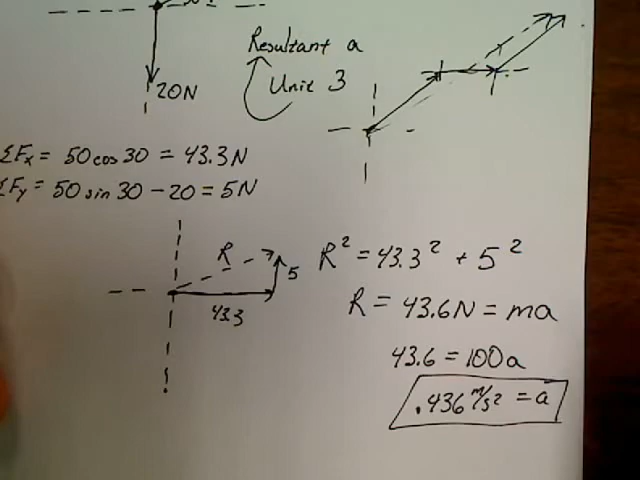 20N
Resultant a
Unit 3
ΣFx = 50 cos 30 = 43.3N
ΣFy = 50 sin 30 - 20 = 5N
R
5
43.3
R² = 43.3² + 5²
R = 43.6N = ma
43.6 = 100a
.436 m/s² = a